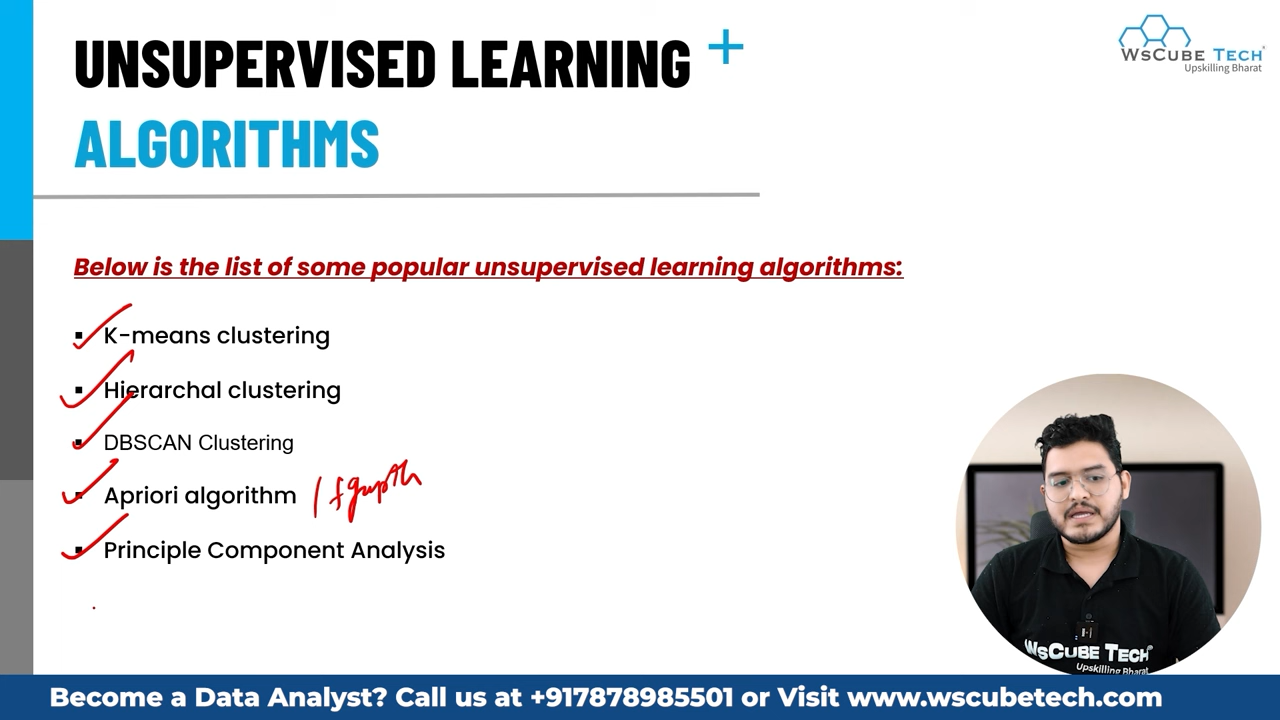 UNSUPERVISED LEARNING
ALGORITHMS
WsCube Tech
Upskilling Bharat
Below is the list of some popular unsupervised learning algorithms:
▪ K-means clustering
▪ Hierarchal clustering
▪ DBSCAN Clustering
▪ Apriori algorithm
▪ Principle Component Analysis
WsCube Tech
Upskilling Bharat
Become a Data Analyst? Call us at +917878985501 or Visit www.wscubetech.com